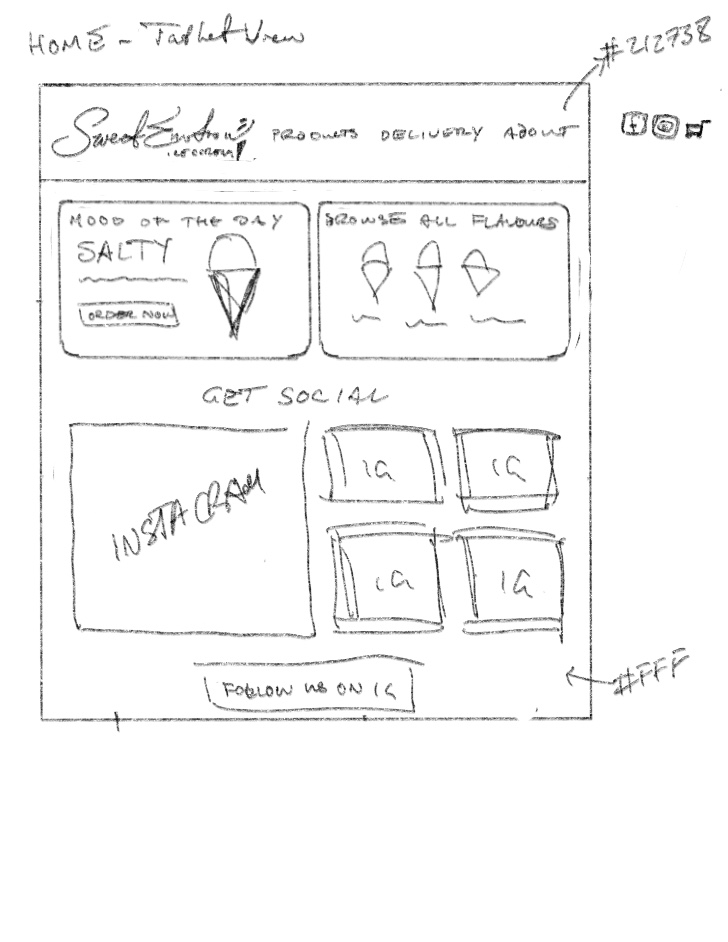 HOME - Tablet View
#212738
Sweet Emotions PRODUCTS DELIVERY ABOUT
ICE CREAM
MOOD OF THE DAY
SALTY
ORDER NOW
BROWSE ALL FLAVOURS
GET SOCIAL
INSTAGRAM
IG IG
IG IG
FOLLOW US ON IG
#FFF